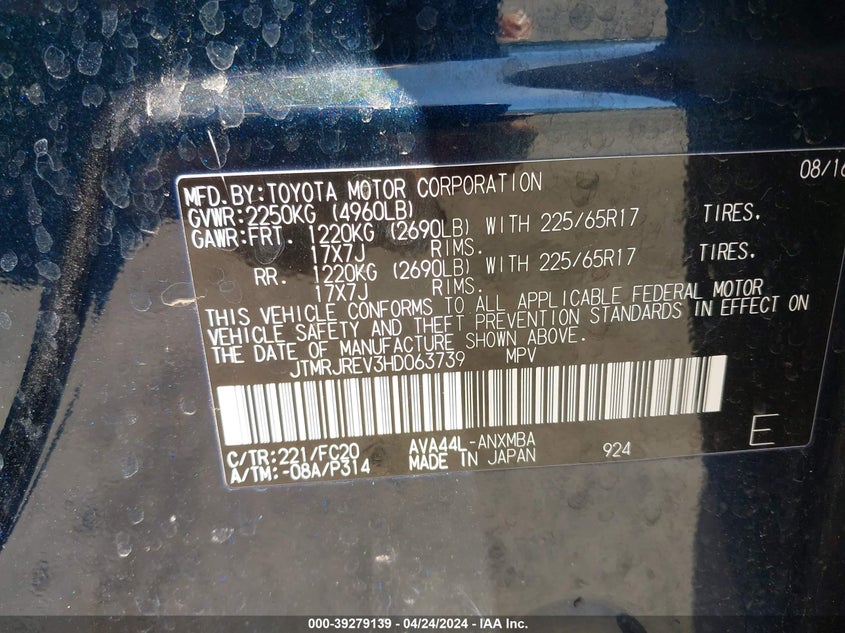 08/16
MFD.BY:TOYOTA MOTOR CORPORATION
GVWR:2250KG (4960LB)
GAWR:FRT. 1220KG (2690LB) WITH 225/65R17 TIRES.
17X7J RIMS.
RR. 1220KG (2690LB) WITH 225/65R17 TIRES.
17X7J RIMS.
THIS VEHICLE CONFORMS TO ALL APPLICABLE FEDERAL MOTOR
VEHICLE SAFETY AND THEFT PREVENTION STANDARDS IN EFFECT ON
THE DATE OF MANUFACTURE SHOWN ABOVE.
JTMRJREV3HD063739 MPV
C/TR:221/FC20 AVA44L-ANXMBA
A/TM:-08A/P314 MADE IN JAPAN 924 E
000-39279139 - 04/24/2024 - IAA Inc.